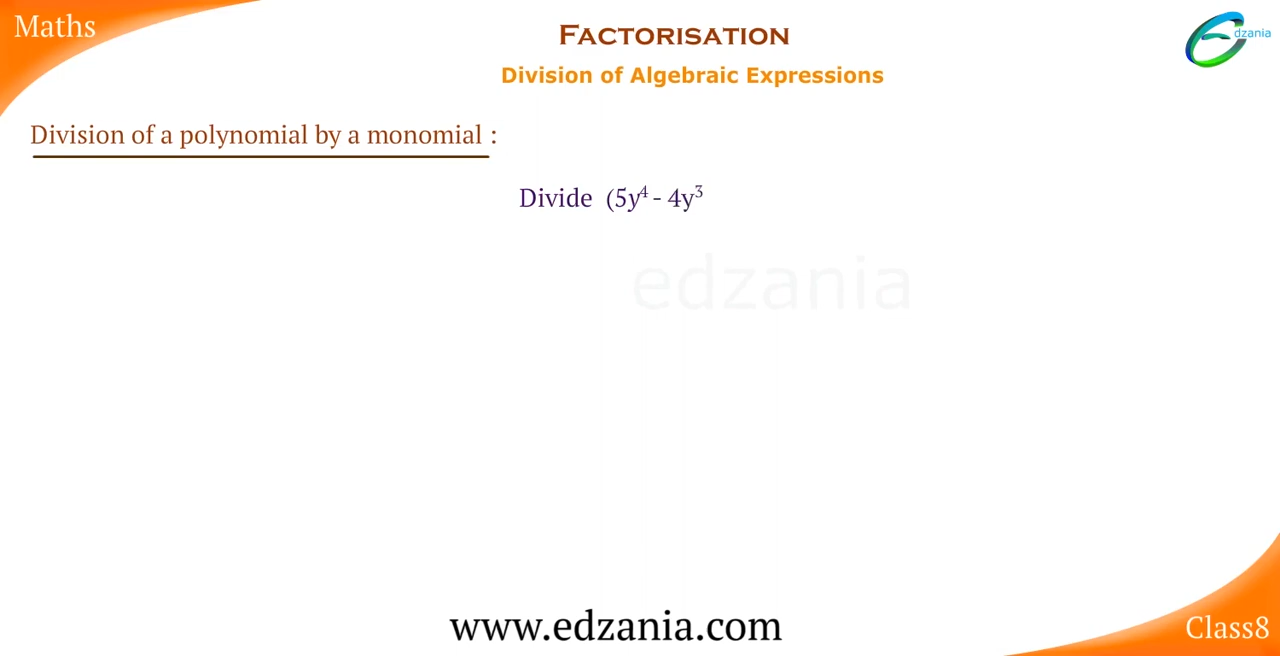 Maths
Factorisation
dzania
Division of Algebraic Expressions
Division of a polynomial by a monomial :
Divide (5y⁴ - 4y³
edzania
www.edzania.com
Class8